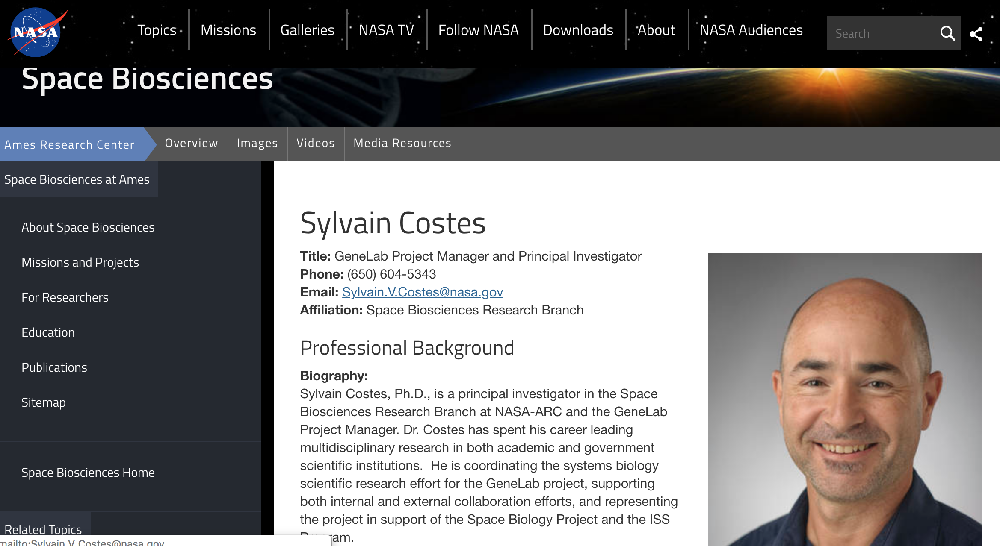 NASA
Topics
Missions
Galleries
NASA TV
Follow NASA
Downloads
About
NASA Audiences
Search
Space Biosciences
Ames Research Center
Overview
Images
Videos
Media Resources
Space Biosciences at Ames
About Space Biosciences
Missions and Projects
For Researchers
Education
Publications
Sitemap
Space Biosciences Home
Related Topics
Sylvain Costes
Title: GeneLab Project Manager and Principal Investigator
Phone: (650) 604-5343
Email: Sylvain.V.Costes@nasa.gov
Affiliation: Space Biosciences Research Branch
Professional Background
Biography:
Sylvain Costes, Ph.D., is a principal investigator in the Space
Biosciences Research Branch at NASA-ARC and the GeneLab
Project Manager. Dr. Costes has spent his career leading
multidisciplinary research in both academic and government
scientific institutions.  He is coordinating the systems biology
scientific research effort for the GeneLab project, supporting
both internal and external collaboration efforts, and representing
the project in support of the Space Biology Project and the ISS
Program.
mailto:Sylvain.V.Costes@nasa.gov